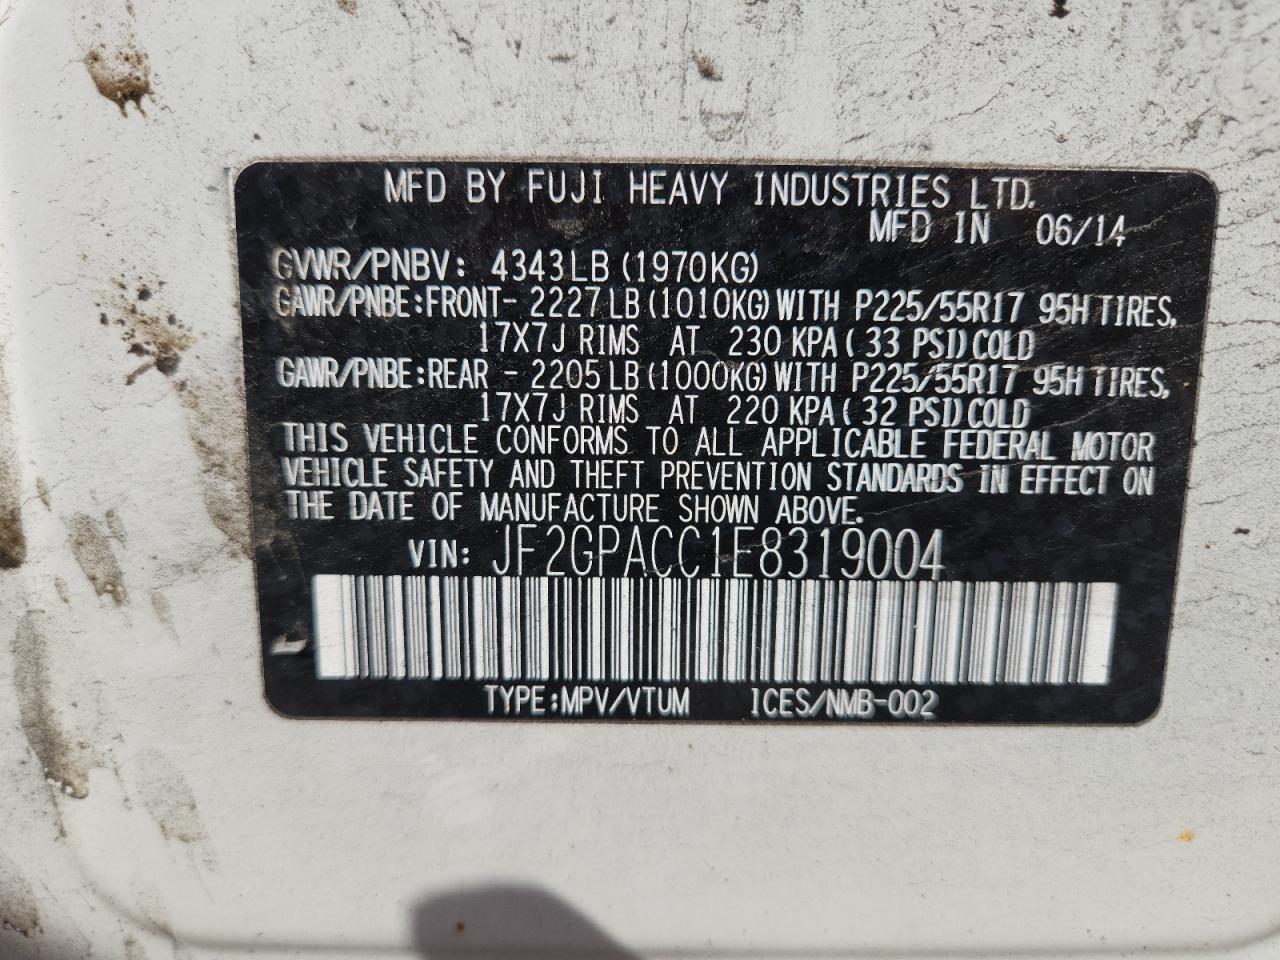 MFD BY FUJI HEAVY INDUSTRIES LTD.
MFD IN 06/14
GVWR/PNBV: 4343LB (1970KG)
GAWR/PNBE:FRONT- 2227LB (1010KG) WITH P225/55R17 95H TIRES,
17X7J RIMS AT 230 KPA ( 33 PSI) COLD
GAWR/PNBE:REAR - 2205LB (1000KG) WITH P225/55R17 95H TIRES,
17X7J RIMS AT 220 KPA ( 32 PSI) COLD
THIS VEHICLE CONFORMS TO ALL APPLICABLE FEDERAL MOTOR
VEHICLE SAFETY AND THEFT PREVENTION STANDARDS IN EFFECT ON
THE DATE OF MANUFACTURE SHOWN ABOVE.
VIN: JF2GPACC1E8319004
TYPE:MPV/VTUM ICES/NMB-002